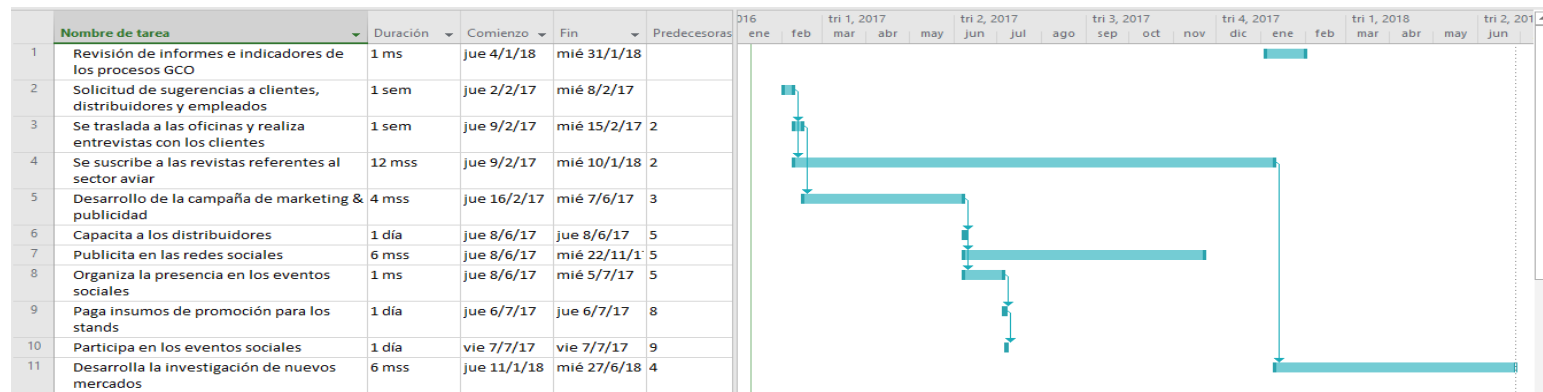 016 tri 1, 2017 tri 2, 2017 tri 3, 2017 tri 4, 2017 tri 1, 2018 tri 2, 201
Nombre de tarea Duración Comienzo Fin Predecesoras ene feb mar abr may jun jul ago sep oct nov dic ene feb mar abr may jun
1 Revisión de informes e indicadores de 1 ms jue 4/1/18 mié 31/1/18
los procesos GCO
2 Solicitud de sugerencias a clientes, 1 sem jue 2/2/17 mié 8/2/17
distribuidores y empleados
3 Se traslada a las oficinas y realiza 1 sem jue 9/2/17 mié 15/2/17 2
entrevistas con los clientes
4 Se suscribe a las revistas referentes al 12 mss jue 9/2/17 mié 10/1/18 2
sector aviar
5 Desarrollo de la campaña de marketing & 4 mss jue 16/2/17 mié 7/6/17 3
publicidad
6 Capacita a los distribuidores 1 día jue 8/6/17 jue 8/6/17 5
7 Publicita en las redes sociales 6 mss jue 8/6/17 mié 22/11/1 5
8 Organiza la presencia en los eventos 1 ms jue 8/6/17 mié 5/7/17 5
sociales
9 Paga insumos de promoción para los 1 día jue 6/7/17 jue 6/7/17 8
stands
10 Participa en los eventos sociales 1 día vie 7/7/17 vie 7/7/17 9
11 Desarrolla la investigación de nuevos 6 mss jue 11/1/18 mié 27/6/18 4
mercados